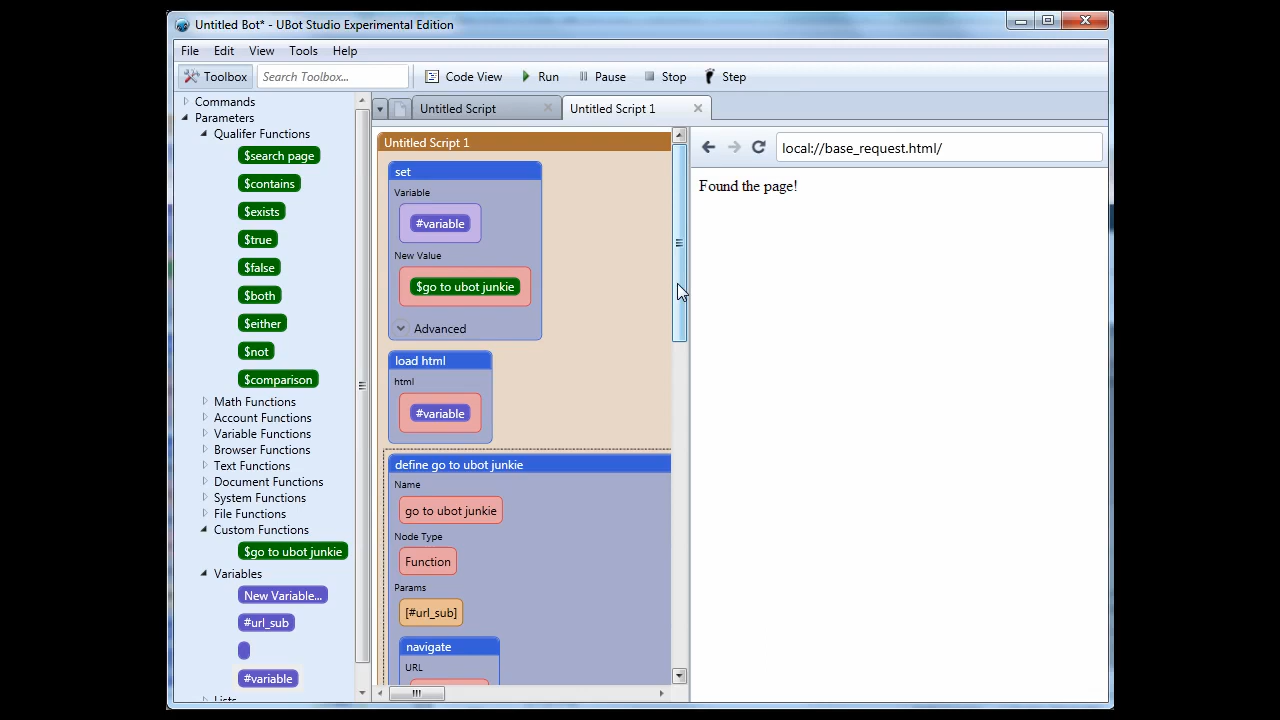 Untitled Bot* - UBot Studio Experimental Edition
File Edit View Tools Help
Toolbox Search Toolbox... Code View Run Pause Stop Step
Commands
Parameters
Qualifer Functions
$search page
$contains
$exists
$true
$false
$both
$either
$not
$comparison
Math Functions
Account Functions
Variable Functions
Browser Functions
Text Functions
Document Functions
System Functions
File Functions
Custom Functions
$go to ubot junkie
Variables
New Variable...
#url_sub
#variable
Lists
Untitled Script Untitled Script 1
Untitled Script 1
set
Variable
#variable
New Value
$go to ubot junkie
Advanced
load html
html
#variable
define go to ubot junkie
Name
go to ubot junkie
Node Type
Function
Params
[#url_sub]
navigate
URL
local://base_request.html/
Found the page!